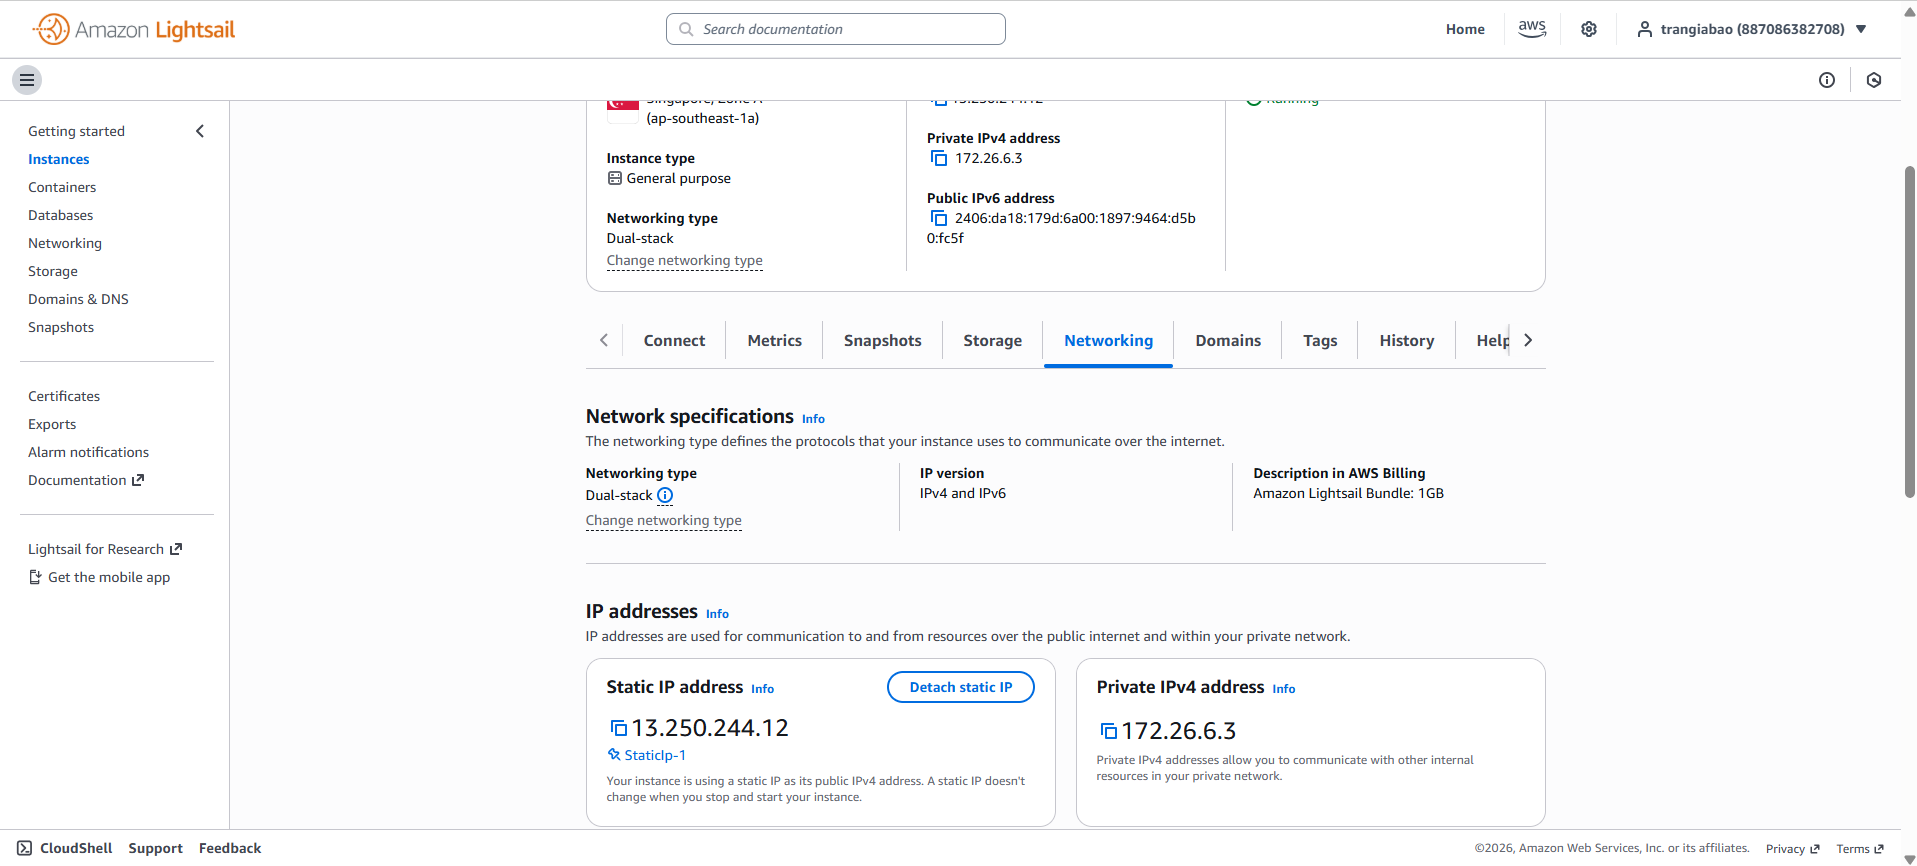 Amazon Lightsail
Search documentation
Home
aws
trangiabao (887086382708)
Getting started
Instances
Containers
Databases
Networking
Storage
Domains & DNS
Snapshots
Certificates
Exports
Alarm notifications
Documentation
Lightsail for Research
Get the mobile app
Singapore, Zone A
(ap-southeast-1a)
Instance type
General purpose
Networking type
Dual-stack
Change networking type
13.250.244.12
Private IPv4 address
172.26.6.3
Public IPv6 address
2406:da18:179d:6a00:1897:9464:d5b
0:fc5f
Running
Connect
Metrics
Snapshots
Storage
Networking
Domains
Tags
History
Help
Network specifications Info
The networking type defines the protocols that your instance uses to communicate over the internet.
Networking type
Dual-stack
Change networking type
IP version
IPv4 and IPv6
Description in AWS Billing
Amazon Lightsail Bundle: 1GB
IP addresses Info
IP addresses are used for communication to and from resources over the public internet and within your private network.
Static IP address Info
Detach static IP
13.250.244.12
StaticIp-1
Your instance is using a static IP as its public IPv4 address. A static IP doesn't
change when you stop and start your instance.
Private IPv4 address Info
172.26.6.3
Private IPv4 addresses allow you to communicate with other internal
resources in your private network.
CloudShell
Support
Feedback
©2026, Amazon Web Services, Inc. or its affiliates.
Privacy
Terms